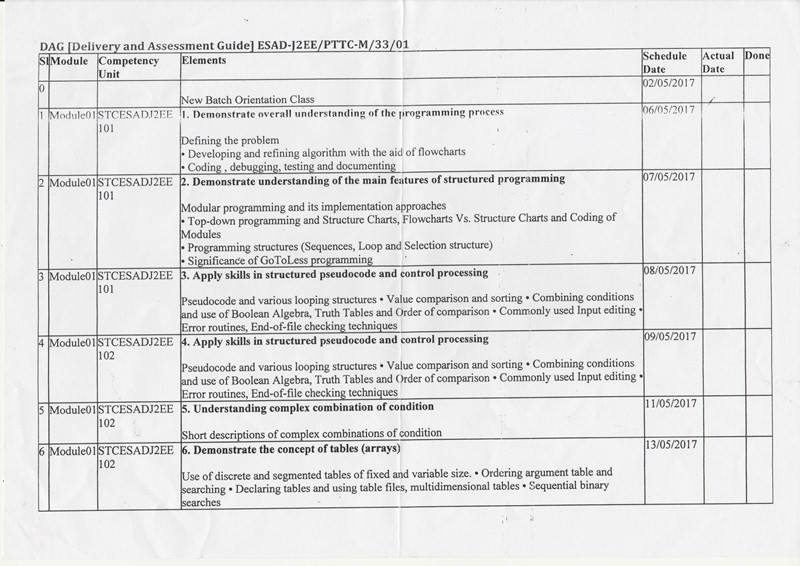 DAG [Delivery and Assessment Guide] ESAD-J2EE/PTTC-M/33/01
Sl Module Competency Unit Elements Schedule Date Actual Date Done
0 02/05/2017
New Batch Orientation Class
1 Module01 STCESADJ2EE 101 1. Demonstrate overall understanding of the programming process 06/05/2017
Defining the problem
• Developing and refining algorithm with the aid of flowcharts
• Coding , debugging, testing and documenting
2 Module01 STCESADJ2EE 101 2. Demonstrate understanding of the main features of structured programming 07/05/2017
Modular programming and its implementation approaches
• Top-down programming and Structure Charts, Flowcharts Vs. Structure Charts and Coding of
Modules
• Programming structures (Sequences, Loop and Selection structure)
• Significance of GoToLess programming
3 Module01 STCESADJ2EE 101 3. Apply skills in structured pseudocode and control processing 08/05/2017
Pseudocode and various looping structures • Value comparison and sorting • Combining conditions
and use of Boolean Algebra, Truth Tables and Order of comparison • Commonly used Input editing •
Error routines, End-of-file checking techniques
4 Module01 STCESADJ2EE 102 4. Apply skills in structured pseudocode and control processing 09/05/2017
Pseudocode and various looping structures • Value comparison and sorting • Combining conditions
and use of Boolean Algebra, Truth Tables and Order of comparison • Commonly used Input editing •
Error routines, End-of-file checking techniques
5 Module01 STCESADJ2EE 102 5. Understanding complex combination of condition 11/05/2017
Short descriptions of complex combinations of condition
6 Module01 STCESADJ2EE 102 6. Demonstrate the concept of tables (arrays) 13/05/2017
Use of discrete and segmented tables of fixed and variable size. • Ordering argument table and
searching • Declaring tables and using table files, multidimensional tables • Sequential binary
searches